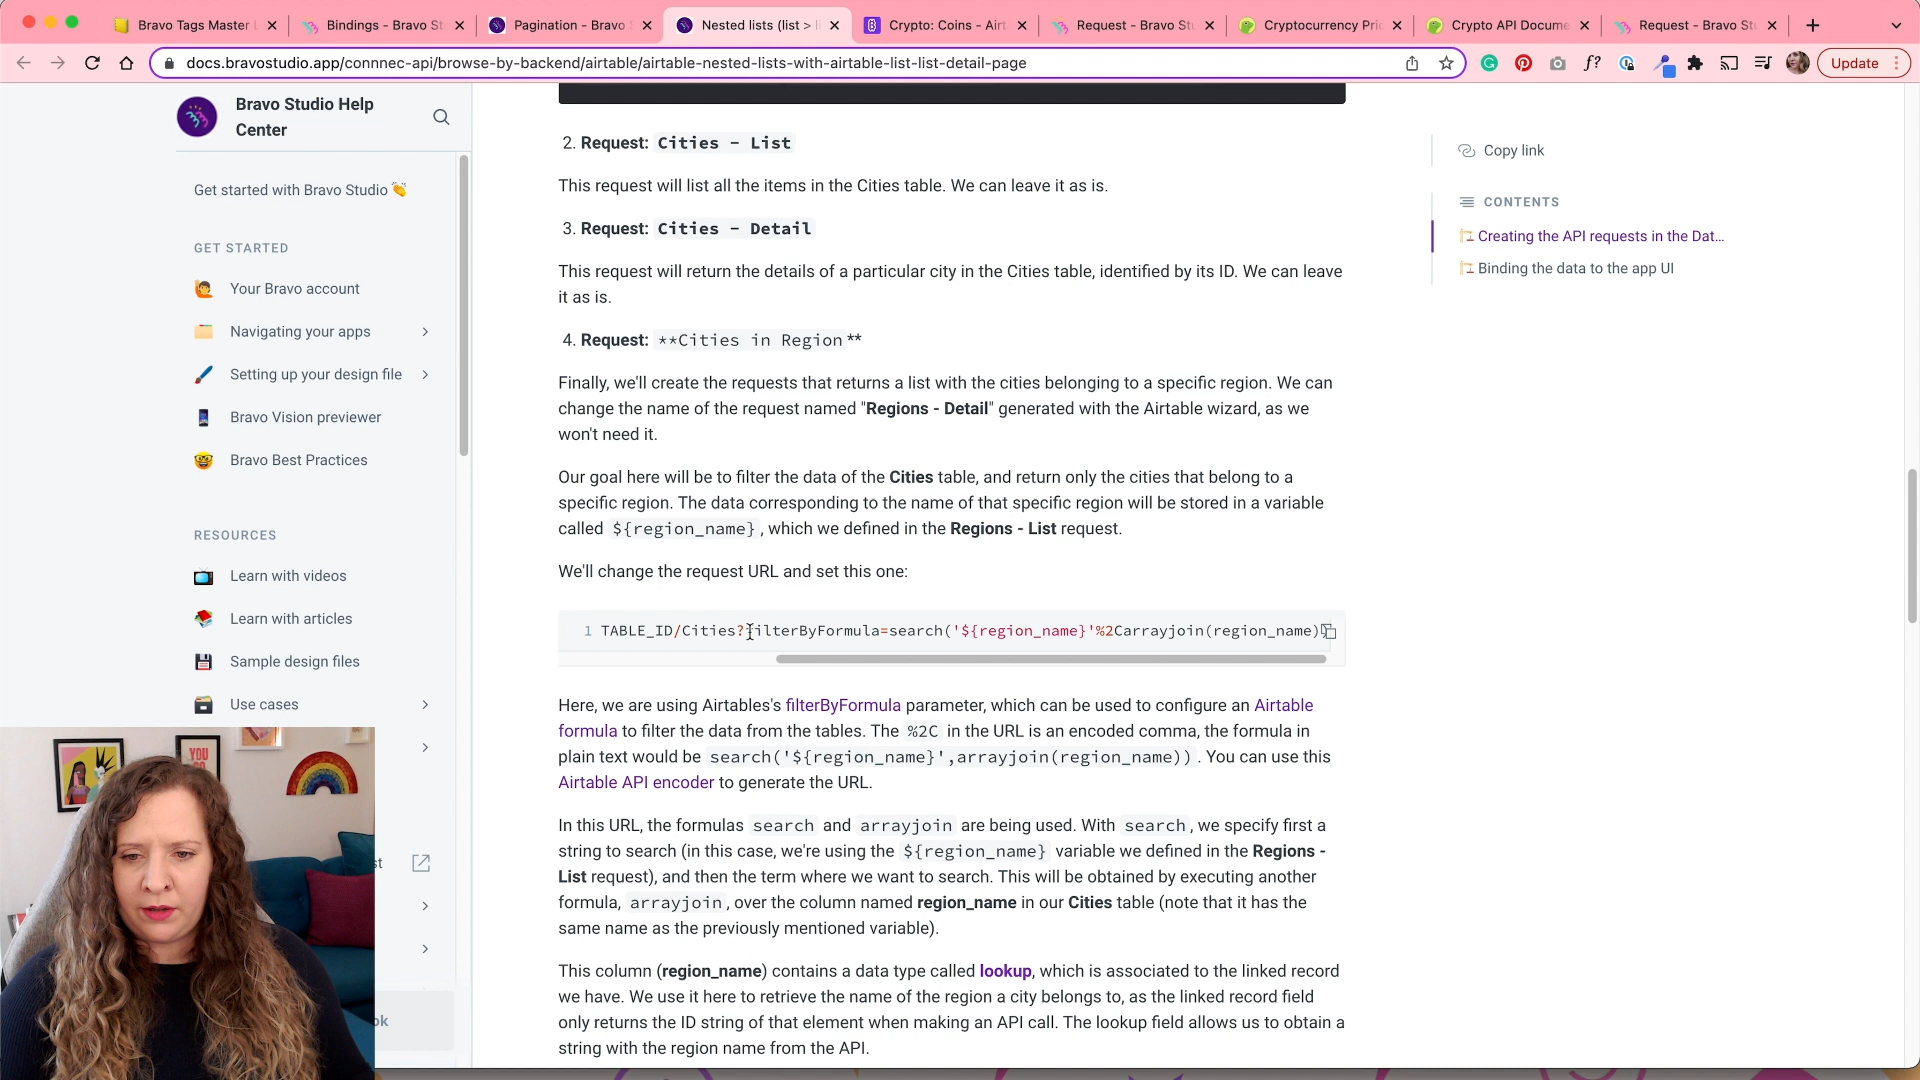 Bravo Tags Master L
Bindings - Bravo St
Pagination - Bravo S
Nested lists (list > l
Crypto: Coins - Airt
Request - Bravo Stu
Cryptocurrency Pric
Crypto API Docume
Request - Bravo Stu
docs.bravostudio.app/connnec-api/browse-by-backend/airtable/airtable-nested-lists-with-airtable-list-list-detail-page
f?
Update
Bravo Studio Help
Center
Get started with Bravo Studio 👏
GET STARTED
Your Bravo account
Navigating your apps
Setting up your design file
Bravo Vision previewer
Bravo Best Practices
RESOURCES
Learn with videos
Learn with articles
Sample design files
Use cases
st
ok
YOU
2. Request: Cities - List
This request will list all the items in the Cities table. We can leave it as is.
3. Request: Cities - Detail
This request will return the details of a particular city in the Cities table, identified by its ID. We can leave
it as is.
4. Request: **Cities in Region**
Finally, we'll create the requests that returns a list with the cities belonging to a specific region. We can
change the name of the request named "Regions - Detail" generated with the Airtable wizard, as we
won't need it.
Our goal here will be to filter the data of the Cities table, and return only the cities that belong to a
specific region. The data corresponding to the name of that specific region will be stored in a variable
called ${region_name}, which we defined in the Regions - List request.
We'll change the request URL and set this one:
1 TABLE_ID/Cities?filterByFormula=search('${region_name}'%2Carrayjoin(region_name))
Here, we are using Airtables's filterByFormula parameter, which can be used to configure an Airtable
formula to filter the data from the tables. The %2C in the URL is an encoded comma, the formula in
plain text would be search('${region_name}',arrayjoin(region_name)). You can use this
Airtable API encoder to generate the URL.
In this URL, the formulas search and arrayjoin are being used. With search, we specify first a
string to search (in this case, we're using the ${region_name} variable we defined in the Regions -
List request), and then the term where we want to search. This will be obtained by executing another
formula, arrayjoin, over the column named region_name in our Cities table (note that it has the
same name as the previously mentioned variable).
This column (region_name) contains a data type called lookup, which is associated to the linked record
we have. We use it here to retrieve the name of the region a city belongs to, as the linked record field
only returns the ID string of that element when making an API call. The lookup field allows us to obtain a
string with the region name from the API.
Copy link
CONTENTS
Creating the API requests in the Dat...
Binding the data to the app UI